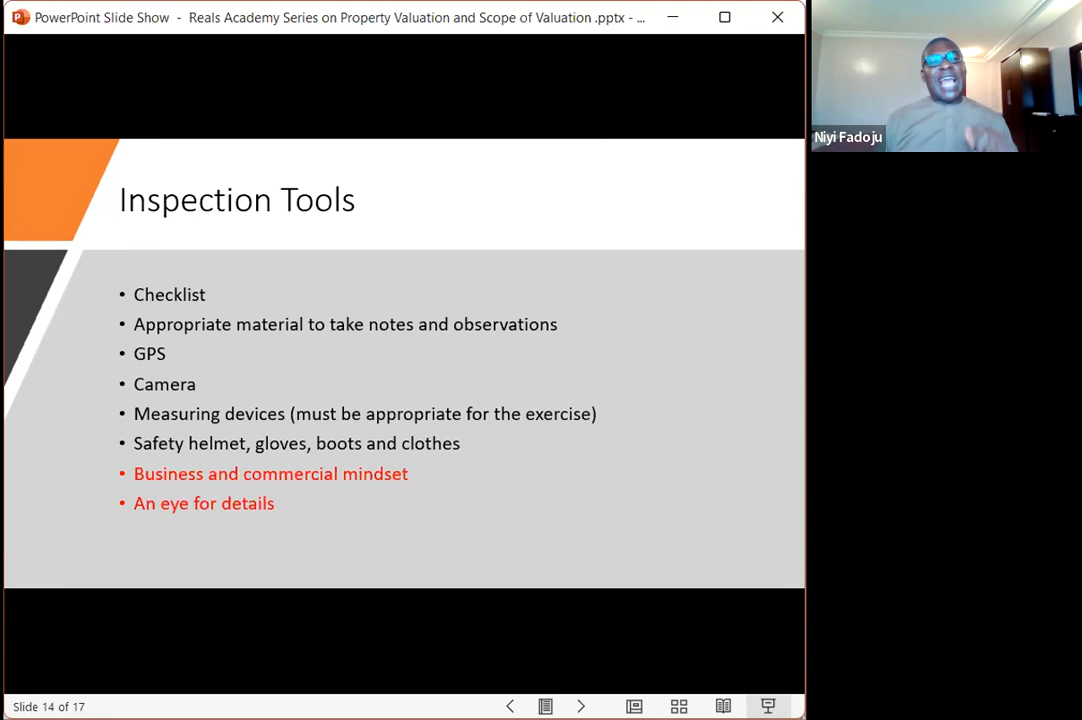 PowerPoint Slide Show - Reals Academy Series on Property Valuation and Scope of Valuation .pptx - ...
Niyi Fadoju
Inspection Tools
• Checklist
• Appropriate material to take notes and observations
• GPS
• Camera
• Measuring devices (must be appropriate for the exercise)
• Safety helmet, gloves, boots and clothes
• Business and commercial mindset
• An eye for details
Slide 14 of 17